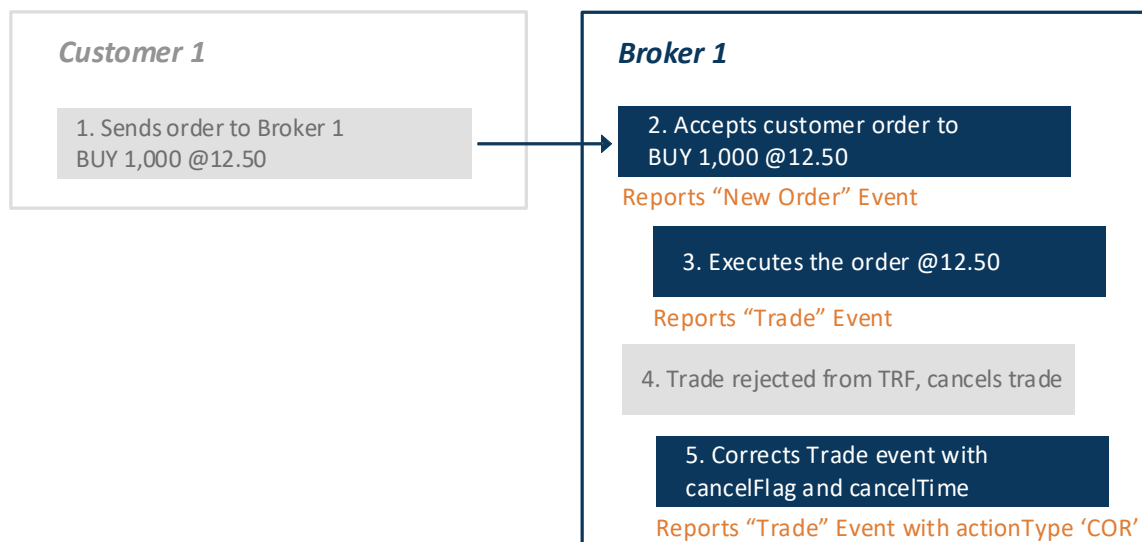 Customer 1
1. Sends order to Broker 1
BUY 1,000 @12.50
Broker 1
2. Accepts customer order to
BUY 1,000 @12.50
Reports “New Order” Event
3. Executes the order @12.50
Reports “Trade” Event
4. Trade rejected from TRF, cancels trade
5. Corrects Trade event with
cancelFlag and cancelTime
Reports “Trade” Event with actionType ‘COR’